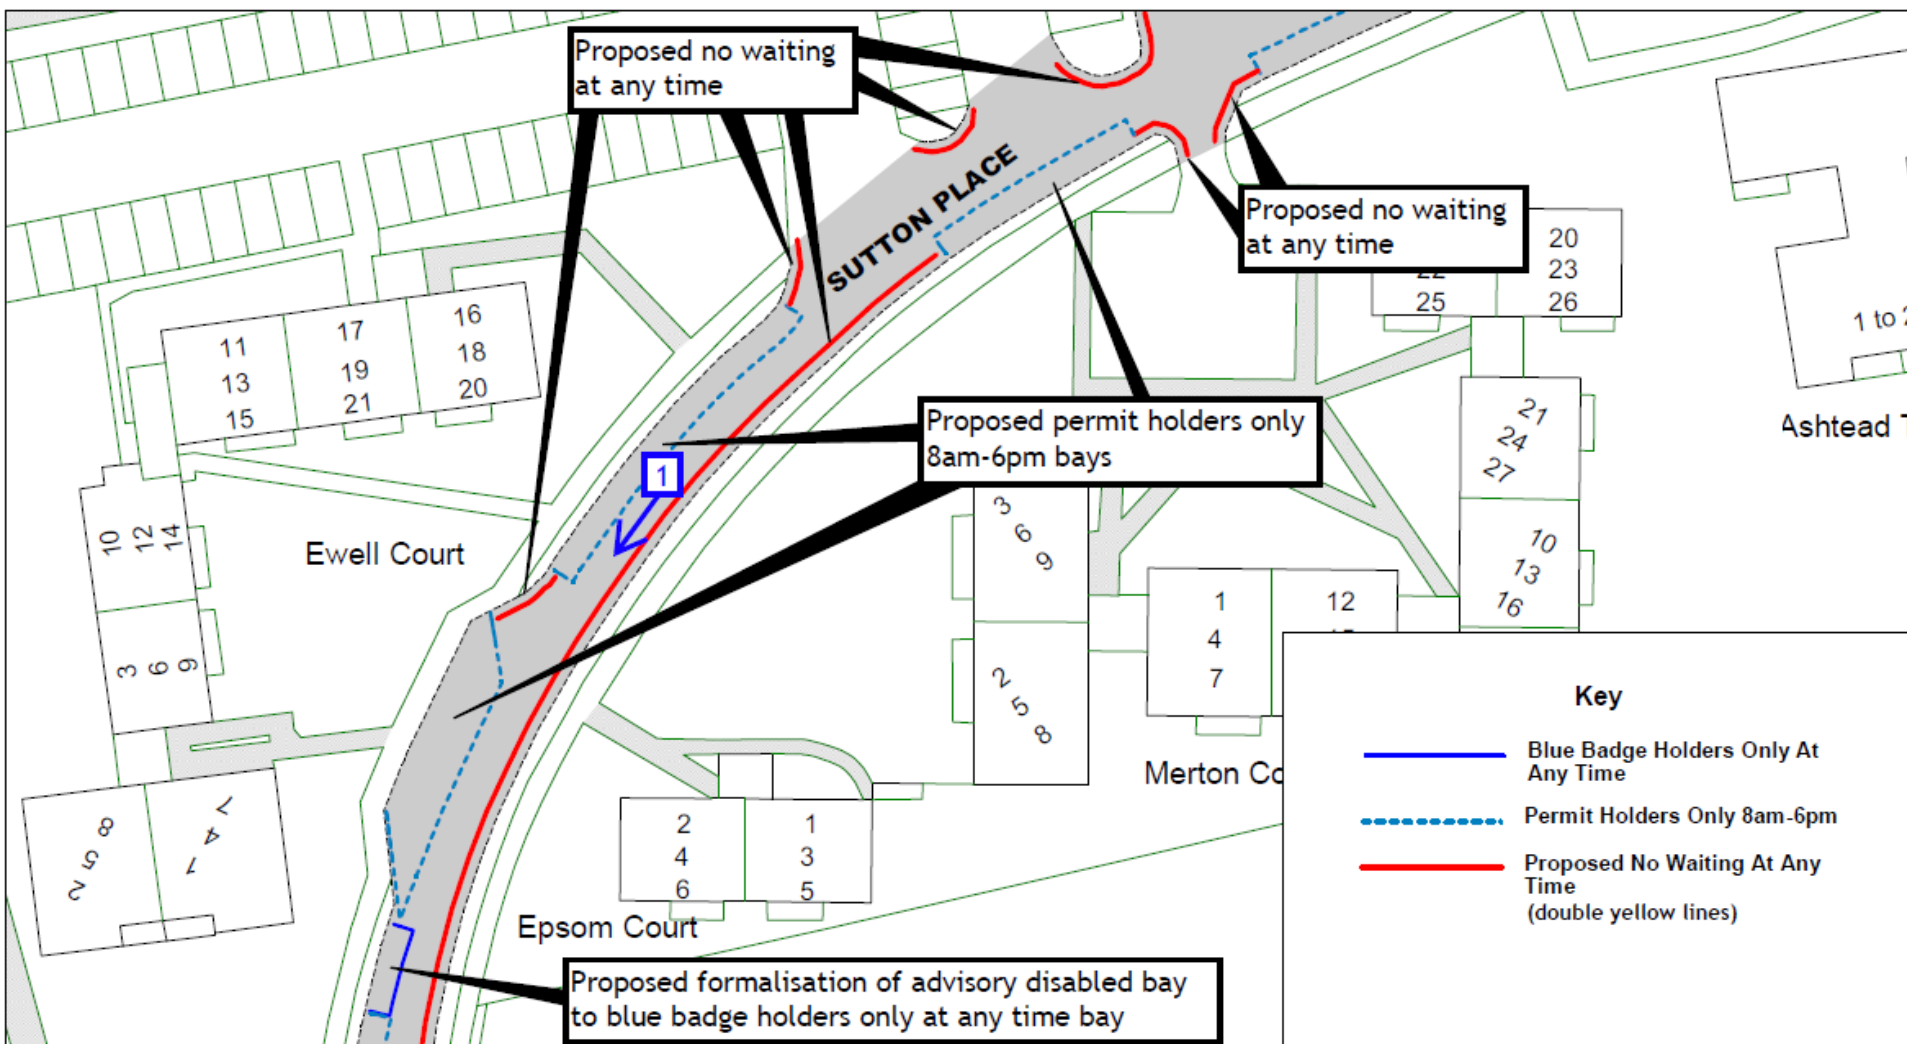 Proposed no waiting
at any time
SUTTON PLACE
Proposed no waiting
at any time
20
23
26
22
25
1 to
Ashtead
11
13
15
17
19
21
16
18
20
Proposed permit holders only
8am-6pm bays
1
21
24
27
10
12
14
Ewell Court
3
6
9
3
6
9
10
13
16
1
4
7
12
2
5
8
8
5
2
7
4
1
Merton Co
2
4
6
1
3
5
Epsom Court
Proposed formalisation of advisory disabled bay
to blue badge holders only at any time bay
Key
Blue Badge Holders Only At
Any Time
Permit Holders Only 8am-6pm
Proposed No Waiting At Any
Time
(double yellow lines)